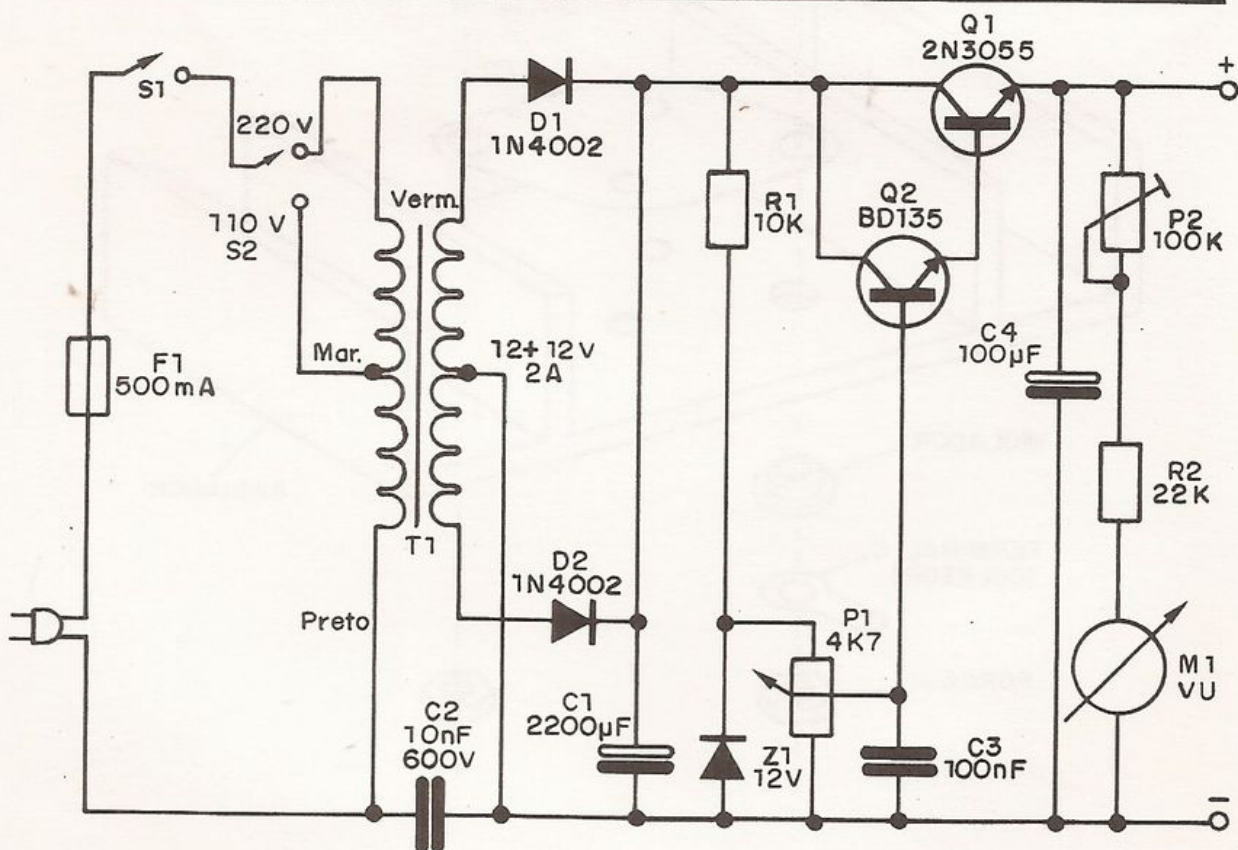 Q1
2N3055
+
S1
220 V
D1
1N4002
110 V
S2
Verm.
R1
10K
Q2
BD135
P2
100K
F1
500mA
Mar.
12+12V
2A
C4
100µF
R2
22K
T1
D2
1N4002
Preto
P1
4K7
M1
VU
C2
10nF
600V
C1
2200µF
Z1
12V
C3
100nF
–